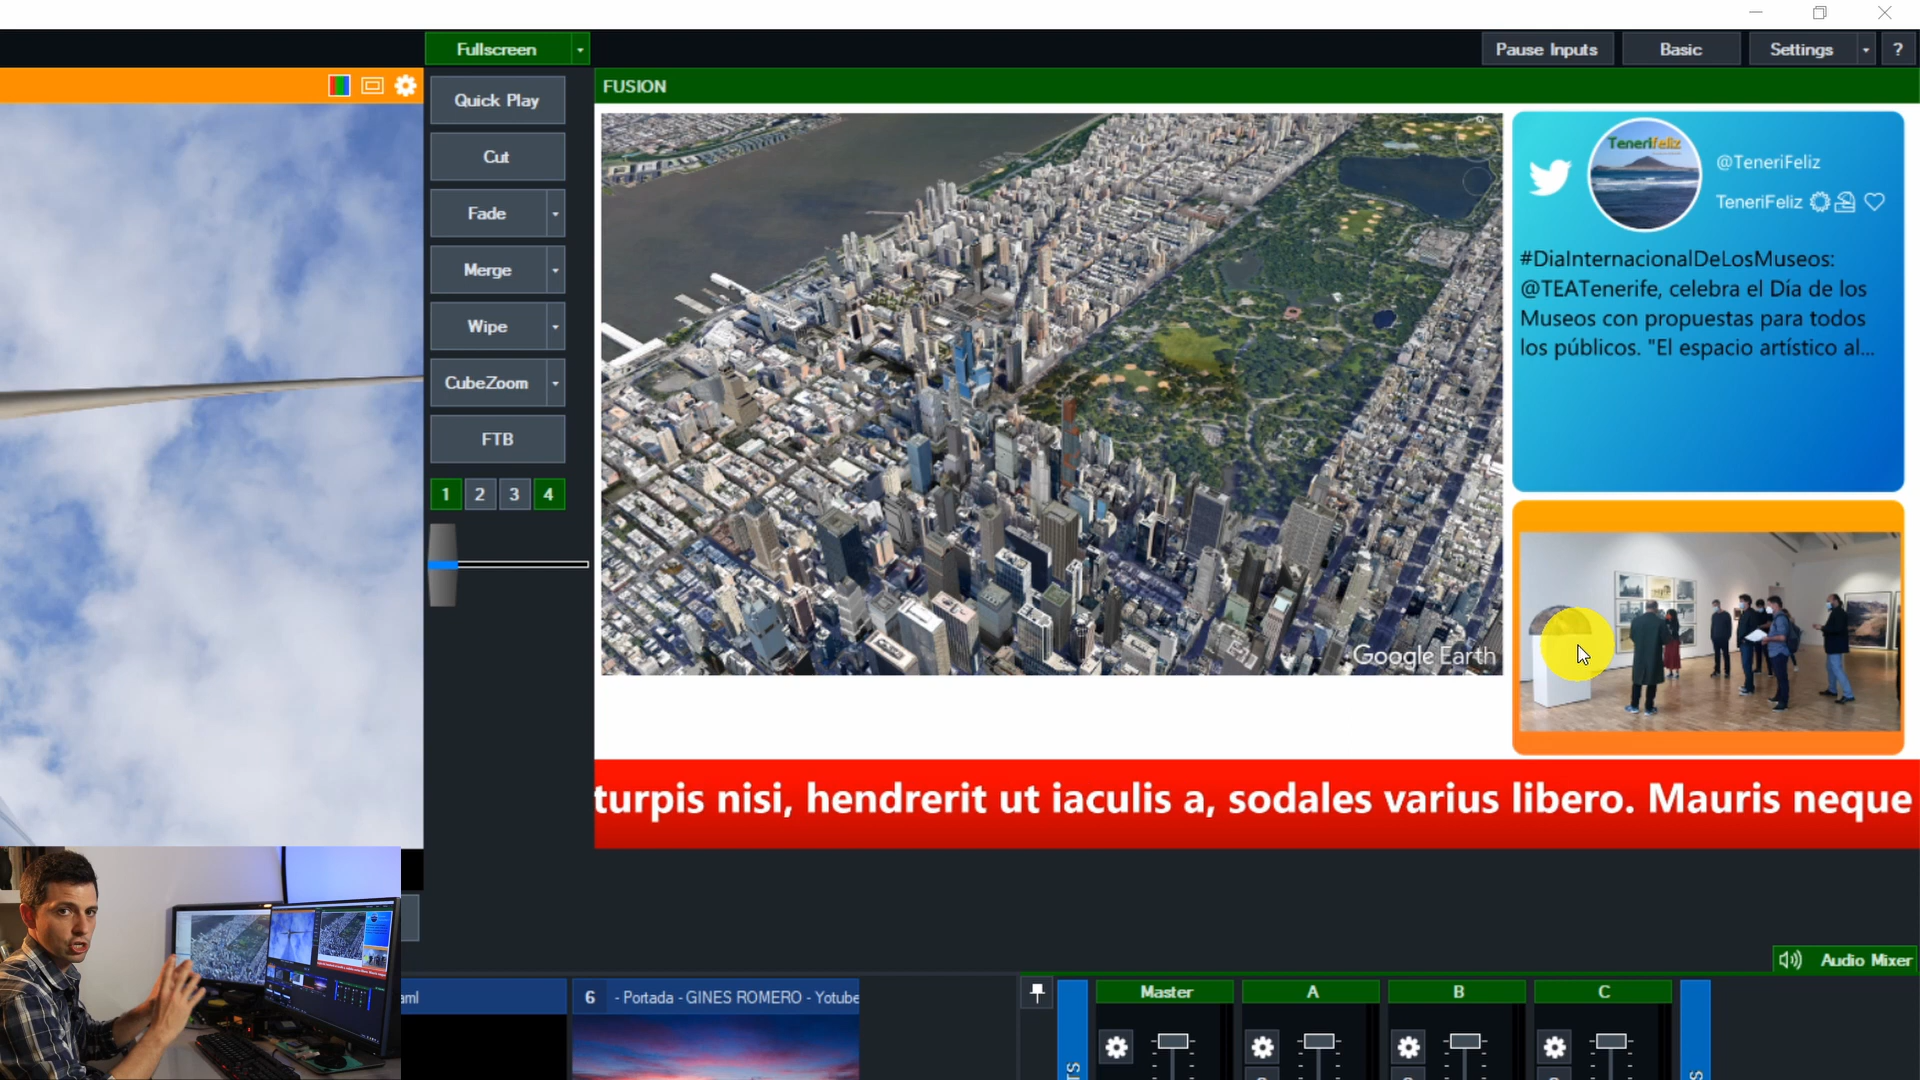 Fullscreen
Pause Inputs
Basic
Settings
?
Quick Play
Cut
Fade
Merge
Wipe
CubeZoom
FTB
1
2
3
4
FUSION
Google Earth
Tenerifeliz
@TeneriFeliz
TeneriFeliz
#DiaInternacionalDeLosMuseos:
@TEATenerife, celebra el Día de los
Museos con propuestas para todos
los públicos. "El espacio artístico al...
turpis nisi, hendrerit ut iaculis a, sodales varius libero. Mauris neque
Audio Mixer
aml
6
- Portada - GINES ROMERO - Yotube
Master
A
B
C